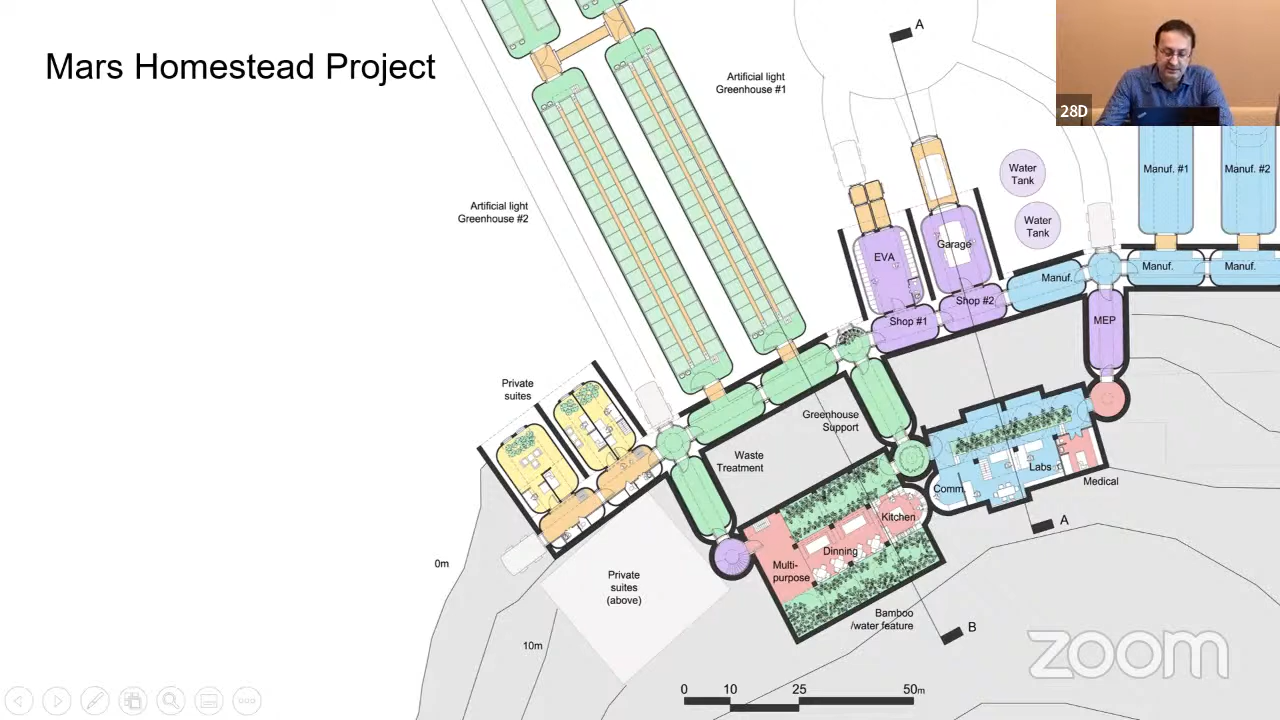 Mars Homestead Project
A
28D
Artificial light
Greenhouse #1
Artificial light
Greenhouse #2
Water
Tank
Water
Tank
Manuf. #1
Manuf. #2
EVA
Garage
Manuf.
Manuf.
Manuf.
Shop #1
Shop #2
MEP
Private
suites
Greenhouse
Support
Waste
Treatment
Comm.
Labs
Medical
Kitchen
Dinning
Multi-
purpose
A
0m
Private
suites
(above)
Bamboo
/water feature
B
10m
zoom
0 10 25 50m